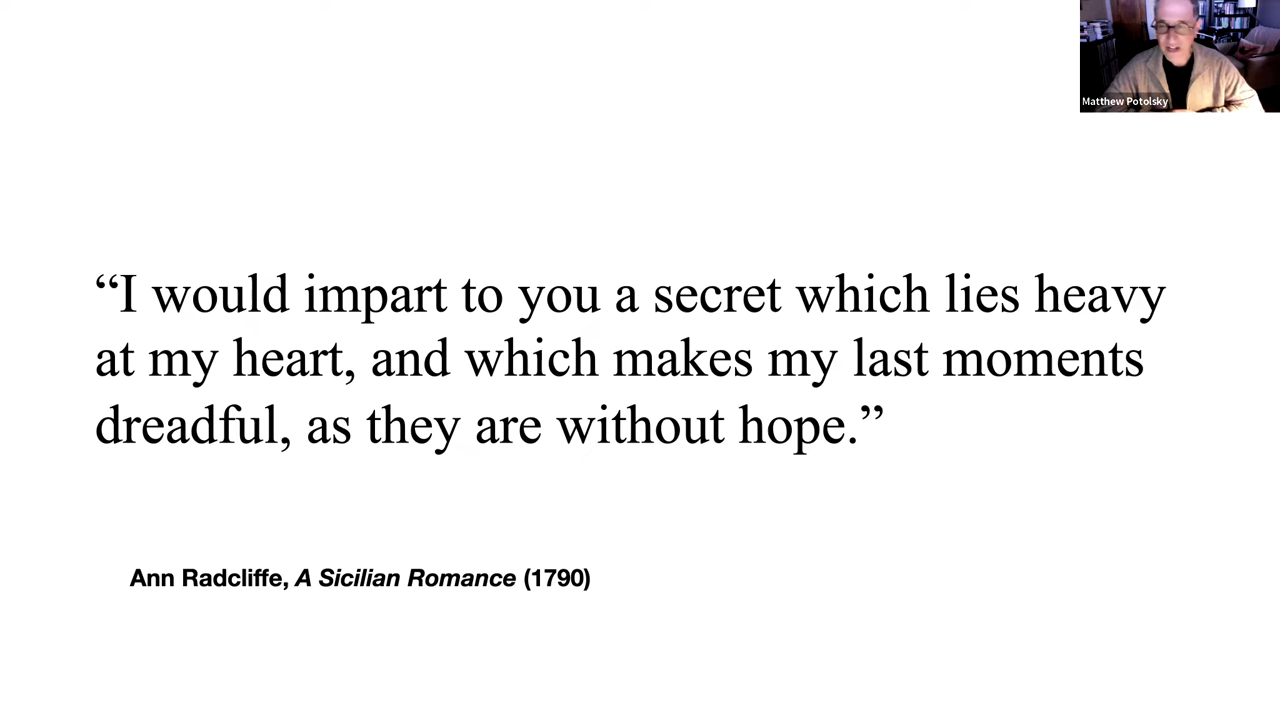 Matthew Potolsky
“I would impart to you a secret which lies heavy
at my heart, and which makes my last moments
dreadful, as they are without hope.”
Ann Radcliffe, A Sicilian Romance (1790)